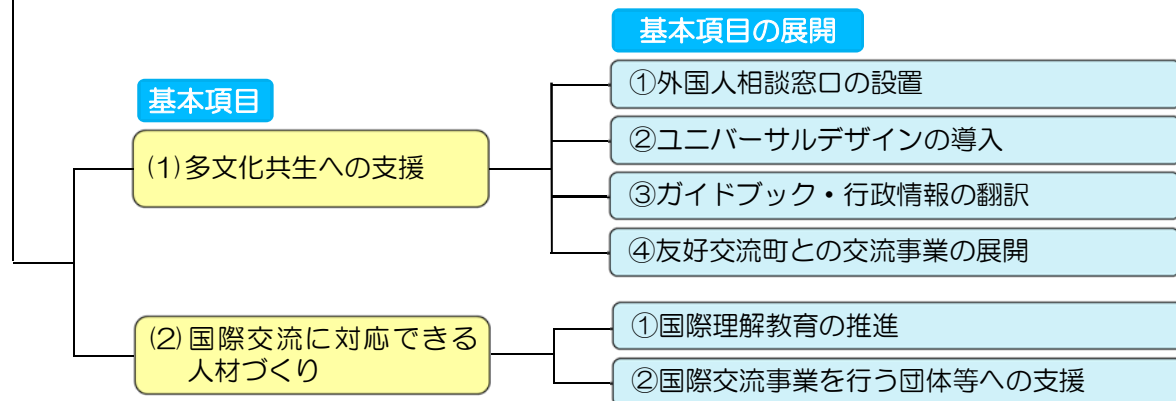 基本項目の展開
基本項目
(1)多文化共生への支援
①外国人相談窓口の設置
②ユニバーサルデザインの導入
③ガイドブック・行政情報の翻訳
④友好交流町との交流事業の展開
(2)国際交流に対応できる
人材づくり
①国際理解教育の推進
②国際交流事業を行う団体等への支援